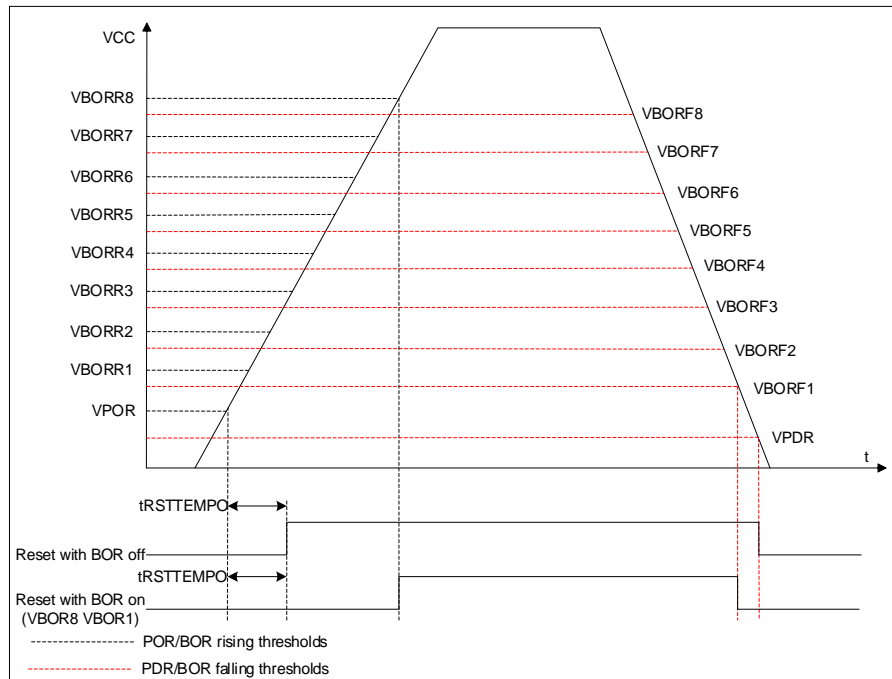 VCC
VBORR8
VBORR7
VBORR6
VBORR5
VBORR4
VBORR3
VBORR2
VBORR1
VPOR
VBORF8
VBORF7
VBORF6
VBORF5
VBORF4
VBORF3
VBORF2
VBORF1
VPDR
t
tRSTTEMPO
Reset with BOR off
tRSTTEMPO
Reset with BOR on
(VBOR8 VBOR1)
POR/BOR rising thresholds
PDR/BOR falling thresholds